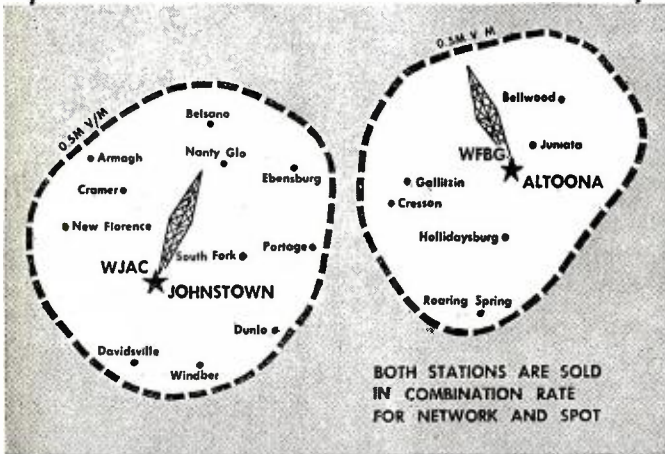 0.5M V/M
Belsano
Armagh
Nanty Glo
Ebensburg
Cramer
New Florence
South Fork
Portage
WJAC
JOHNSTOWN
Dunlo
Davidsville
Windber
0.5M V M
Bellwood
Juniata
WFBG
ALTOONA
Gallitzin
Cresson
Hollidaysburg
Roaring Spring
BOTH STATIONS ARE SOLD
IN COMBINATION RATE
FOR NETWORK AND SPOT